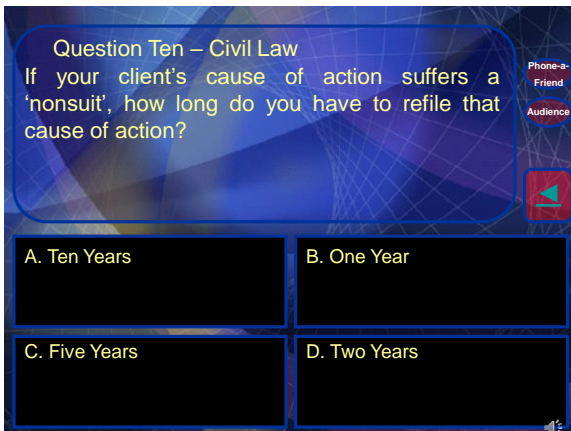 Question Ten – Civil Law
If your client's cause of action suffers a
'nonsuit', how long do you have to refile that
cause of action?
Phone-a-
Friend
Audience
A. Ten Years
B. One Year
C. Five Years
D. Two Years